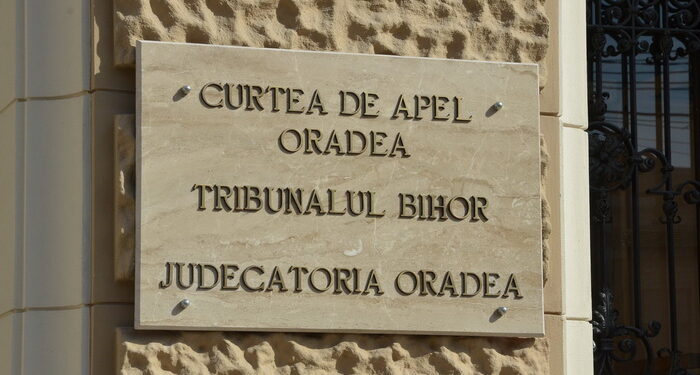 CURTEA DE APEL
ORADEA
TRIBUNALUL BIHOR
JUDECATORIA ORADEA